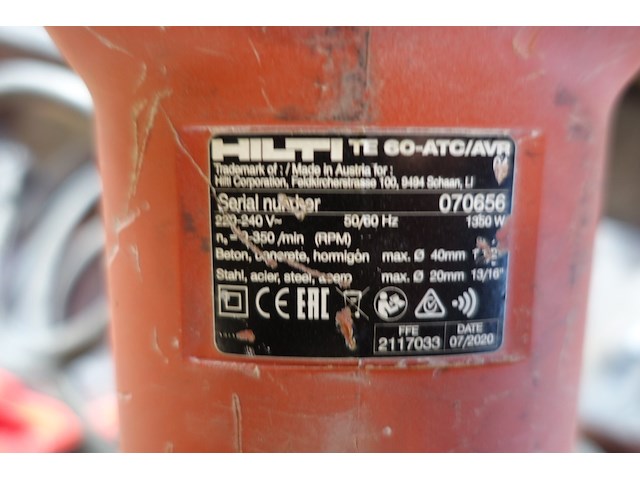 HILTI TE 60-ATC/AVR
Trademark of : / Made in Austria for :
Hilti Corporation, Feldkircherstrasse 100, 9494 Schaan, LI
Serial number 070656
220-240 V~ 50/60 Hz 1350 W
/min (RPM)
Beton, concrete, hormigón max. Ø 40mm
Stahl, acier, steel, acero max. Ø 20mm 13/16"
CE EAC
FFE DATE
2117033 07/2020